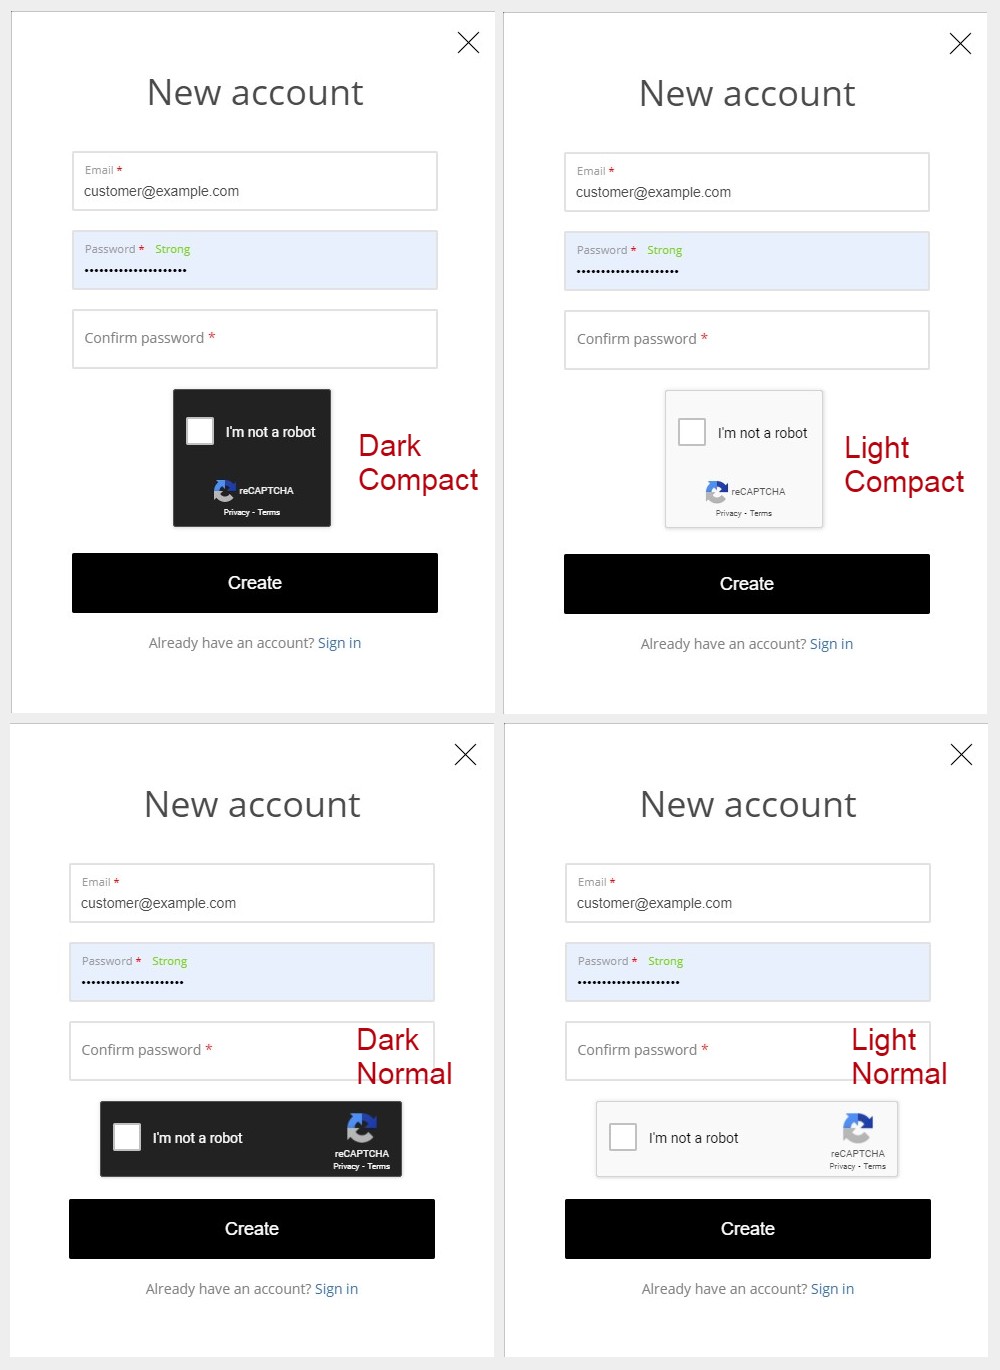 New account
Email *
customer@example.com
Password * Strong
•••••••••••••••••••••
Confirm password *
I'm not a robot
reCAPTCHA
Privacy - Terms
Dark
Compact
Create
Already have an account? Sign in
New account
Email *
customer@example.com
Password * Strong
•••••••••••••••••••••
Confirm password *
I'm not a robot
reCAPTCHA
Privacy - Terms
Light
Compact
Create
Already have an account? Sign in
New account
Email *
customer@example.com
Password * Strong
•••••••••••••••••••••
Confirm password *
Dark
Normal
I'm not a robot
reCAPTCHA
Privacy - Terms
Create
Already have an account? Sign in
New account
Email *
customer@example.com
Password * Strong
•••••••••••••••••••••
Confirm password *
Light
Normal
I'm not a robot
reCAPTCHA
Privacy - Terms
Create
Already have an account? Sign in